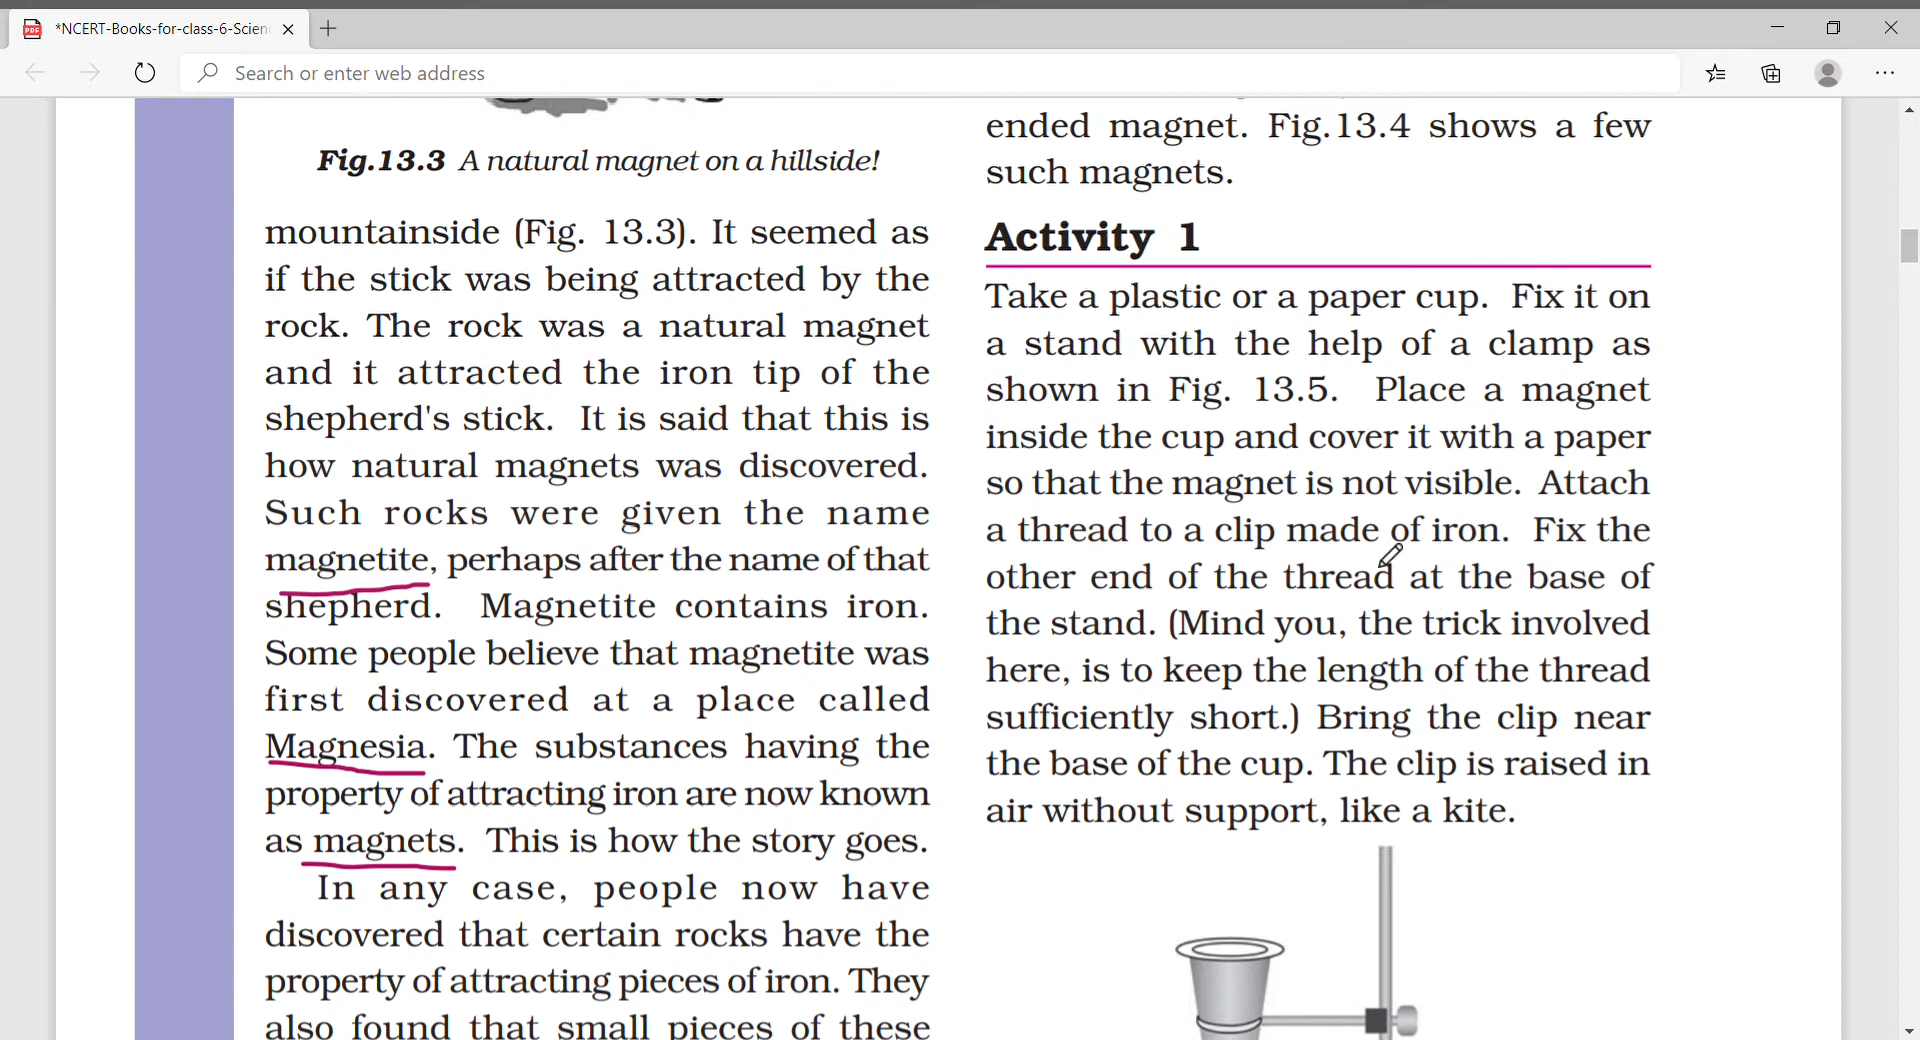 *NCERT-Books-for-class-6-Scien
Search or enter web address
Fig.13.3 A natural magnet on a hillside!
mountainside (Fig. 13.3). It seemed as
if the stick was being attracted by the
rock. The rock was a natural magnet
and it attracted the iron tip of the
shepherd's stick. It is said that this is
how natural magnets was discovered.
Such rocks were given the name
magnetite, perhaps after the name of that
shepherd. Magnetite contains iron.
Some people believe that magnetite was
first discovered at a place called
Magnesia. The substances having the
property of attracting iron are now known
as magnets. This is how the story goes.
In any case, people now have
discovered that certain rocks have the
property of attracting pieces of iron. They
also found that small pieces of these
ended magnet. Fig.13.4 shows a few
such magnets.
Activity 1
Take a plastic or a paper cup. Fix it on
a stand with the help of a clamp as
shown in Fig. 13.5. Place a magnet
inside the cup and cover it with a paper
so that the magnet is not visible. Attach
a thread to a clip made of iron. Fix the
other end of the thread at the base of
the stand. (Mind you, the trick involved
here, is to keep the length of the thread
sufficiently short.) Bring the clip near
the base of the cup. The clip is raised in
air without support, like a kite.